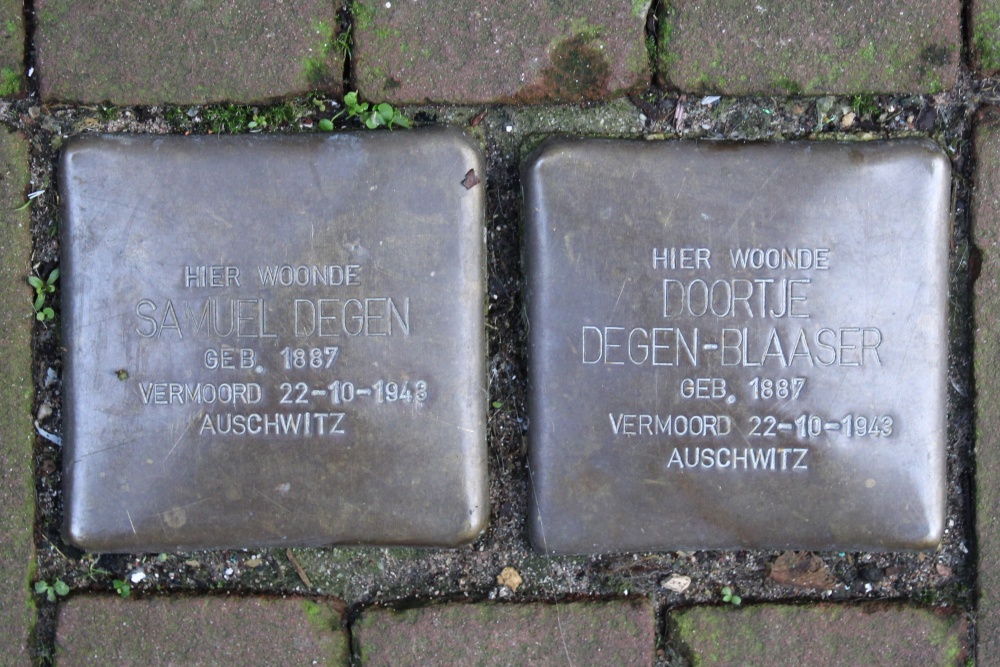 HIER WOONDE
SAMUEL DEGEN
GEB. 1887
VERMOORD 22-10-1943
AUSCHWITZ
HIER WOONDE
DOORTJE
DEGEN-BLAASER
GEB. 1887
VERMOORD 22-10-1943
AUSCHWITZ